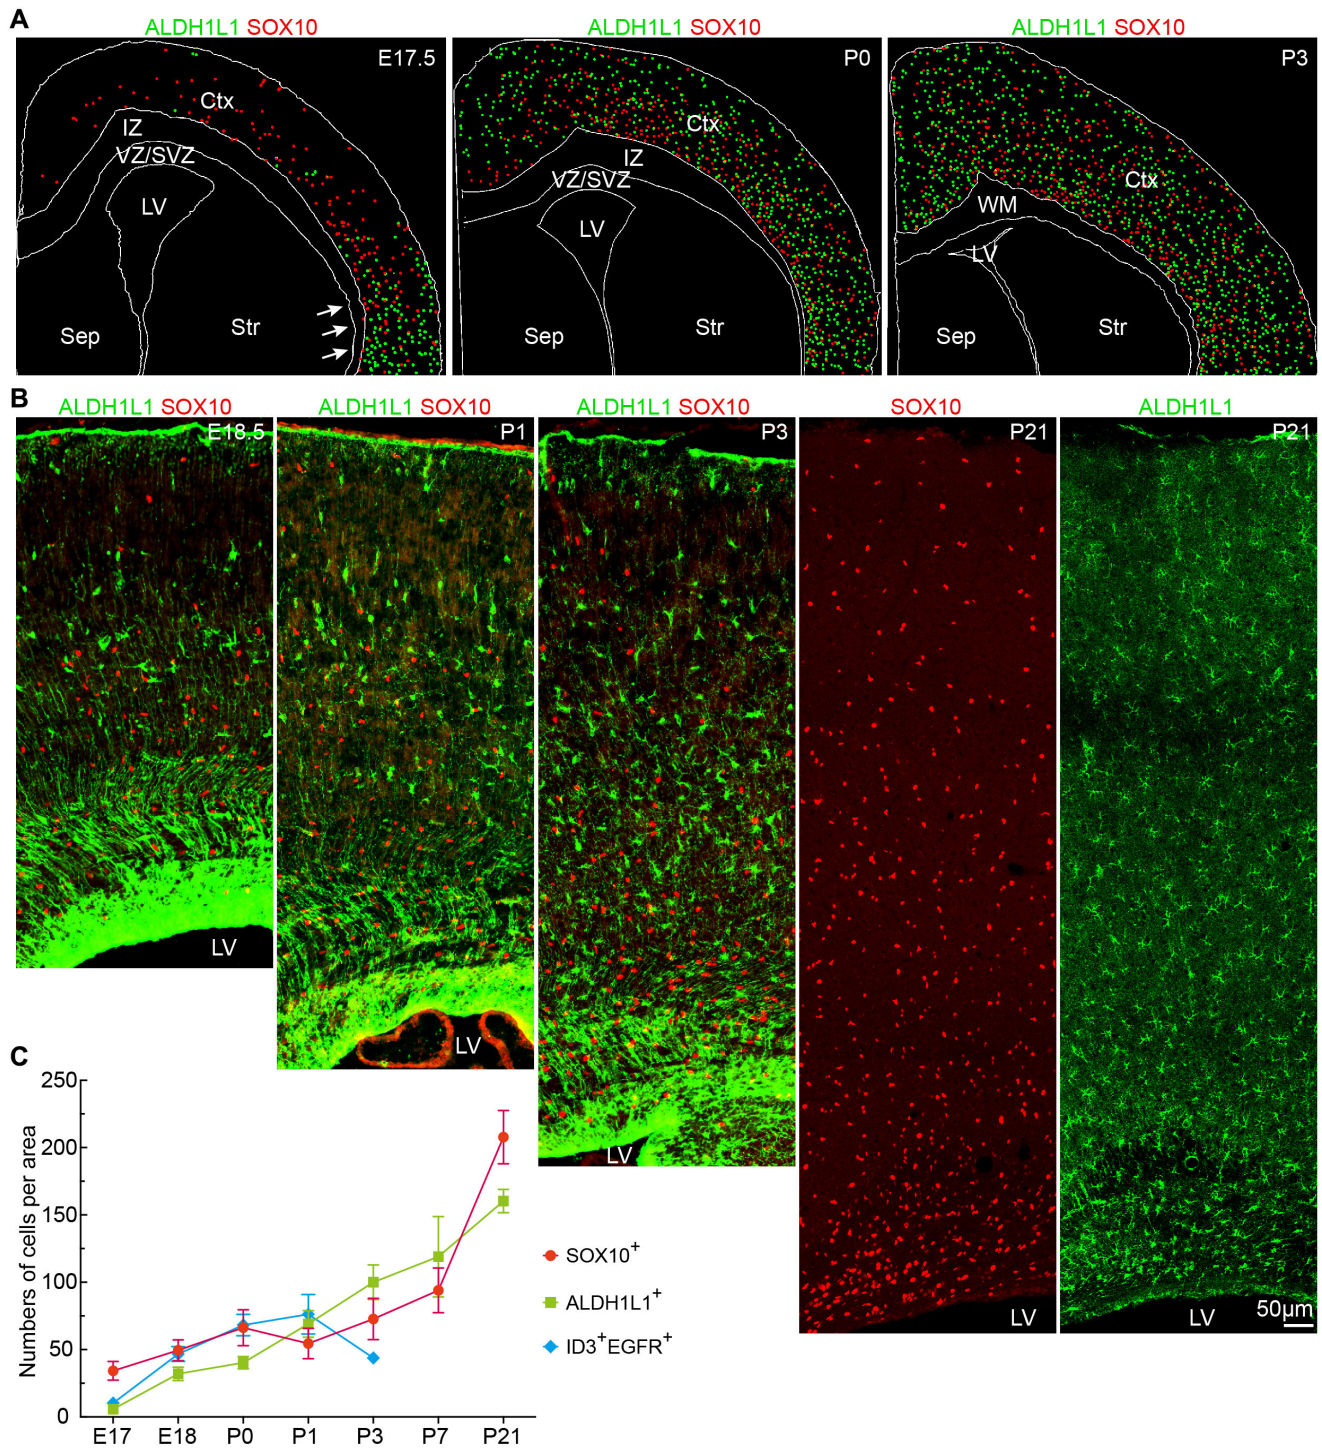 A
ALDH1L1 SOX10
ALDH1L1 SOX10
ALDH1L1 SOX10
E17.5
Ctx
IZ
VZ/SVZ
LV
Sep
Str
P0
Ctx
IZ
VZ/SVZ
LV
Sep
Str
P3
Ctx
WM
LV
Sep
Str
B
ALDH1L1 SOX10
ALDH1L1 SOX10
ALDH1L1 SOX10
SOX10
ALDH1L1
E18.5
P1
P3
P21
P21
LV
LV
LV
LV
LV
50μm
C
Numbers of cells per area
250
200
150
100
50
0
E17 E18 P0 P1 P3 P7 P21
SOX10+
ALDH1L1+
ID3+EGFR+